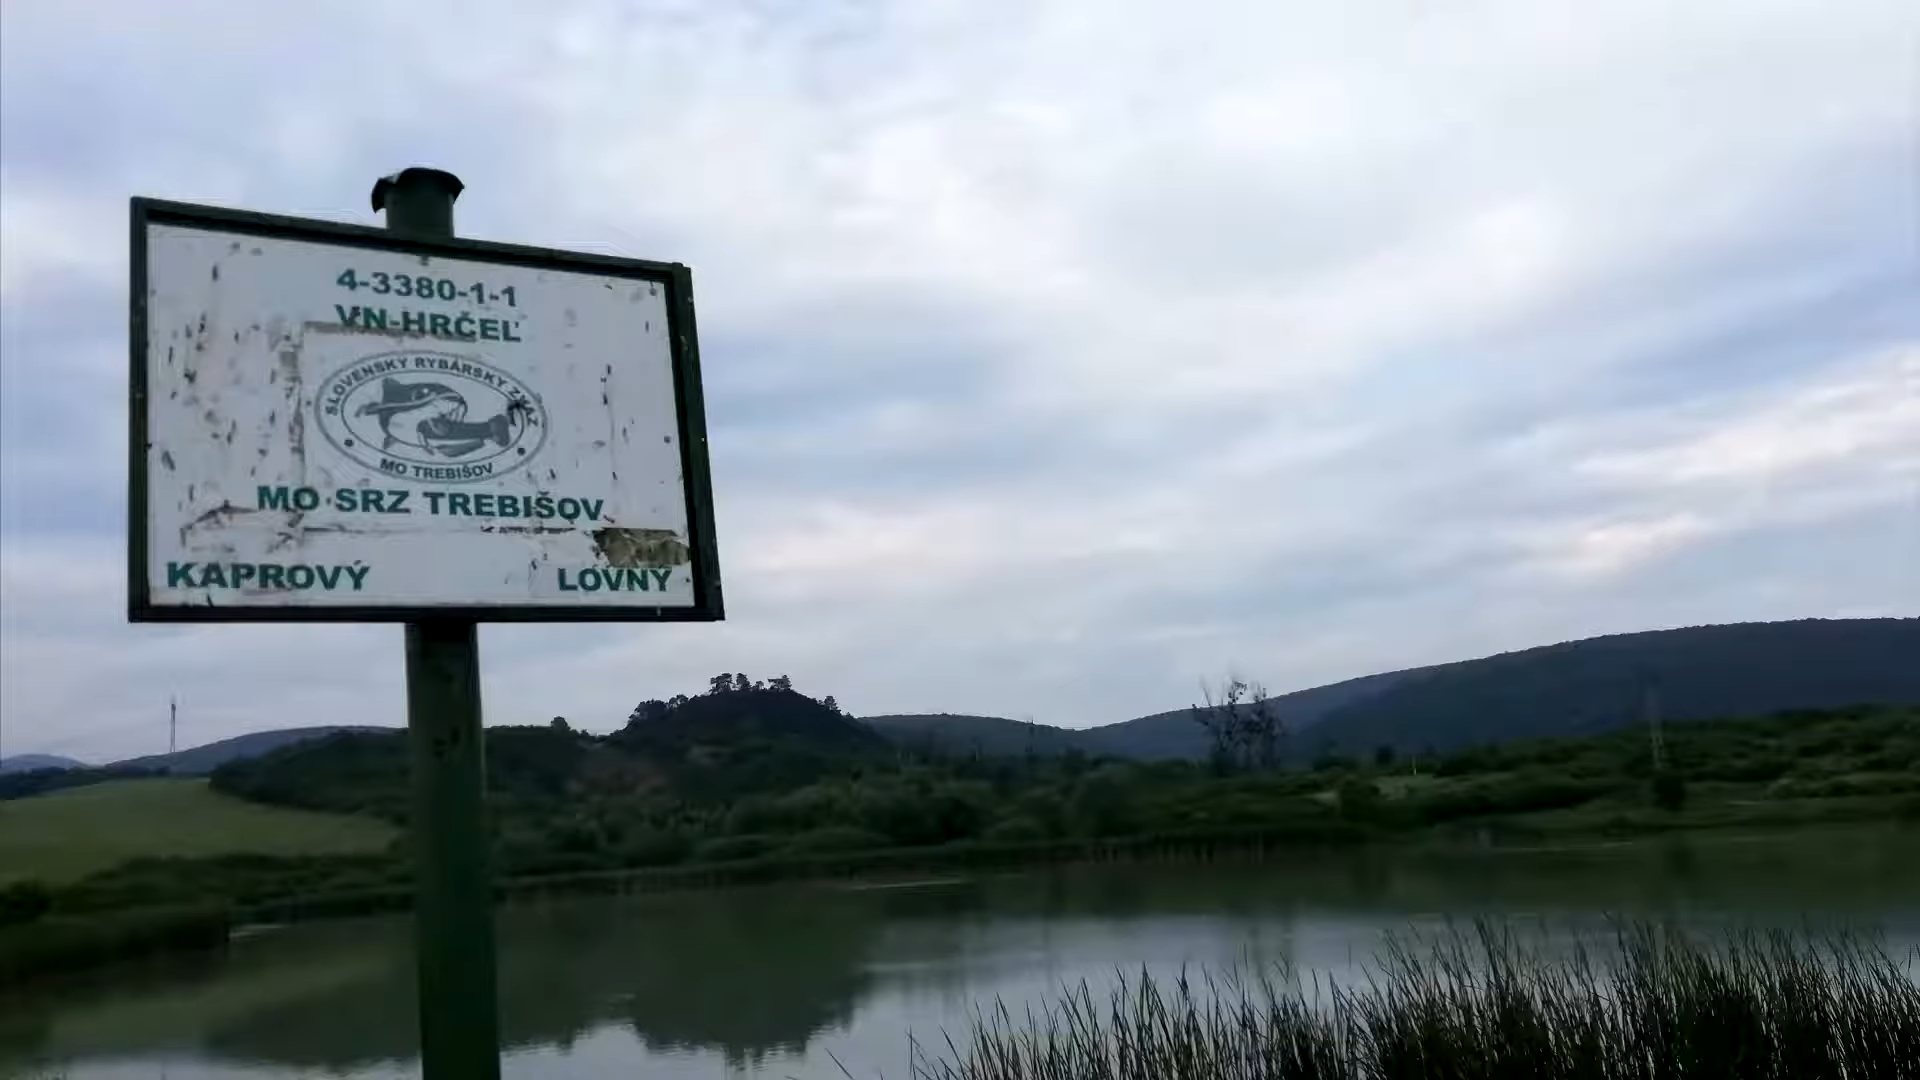 4-3380-1-1
VN-HRČEĽ
SLOVENSKÝ RYBÁRSKY ZVÄZ
MO TREBIŠOV
MO SRZ TREBIŠOV
KAPROVÝ LOVNÝ